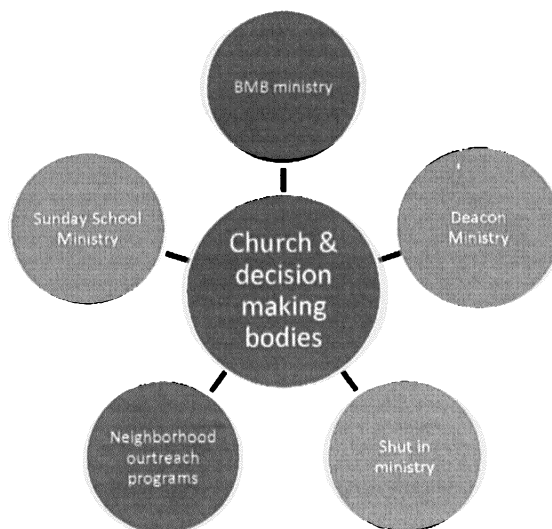 BMB ministry
Sunday School
Ministry
Deacon
Ministry
Church &
decision
making
bodies
Neighborhood
ourtreach
programs
Shut in
ministry